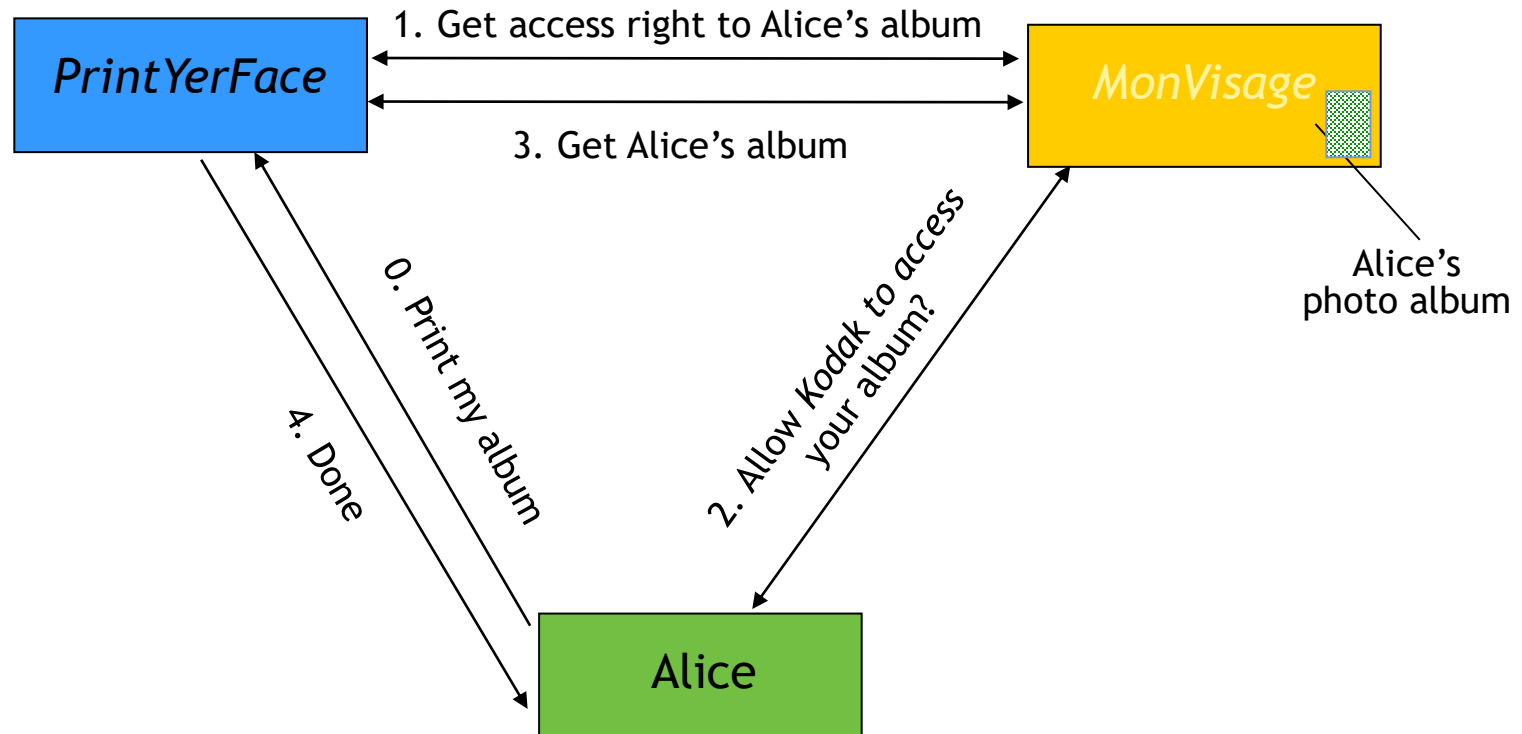 1. Get access right to Alice’s album
PrintYerFace
MonVisage
3. Get Alice’s album
0. Print my album
2. Allow Kodak to access
your album?
Alice’s
photo album
4. Done
Alice